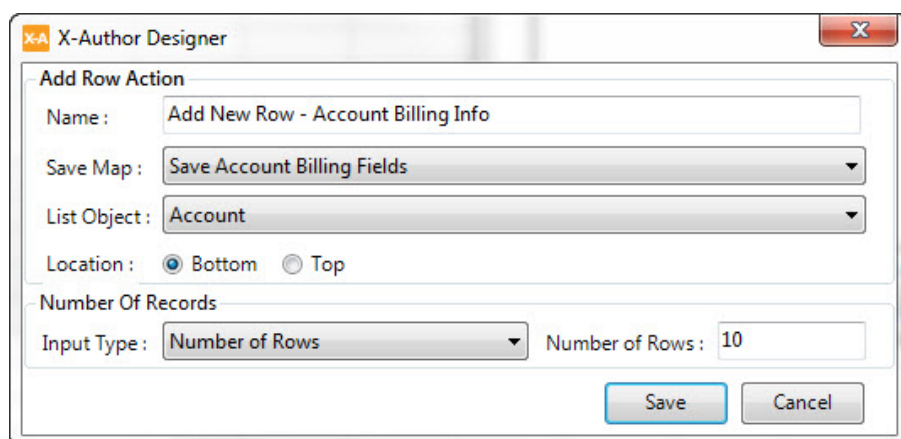 X-A X-Author Designer
Add Row Action
Name : Add New Row - Account Billing Info
Save Map : Save Account Billing Fields
List Object : Account
Location : Bottom Top
Number Of Records
Input Type : Number of Rows Number of Rows : 10
Save Cancel